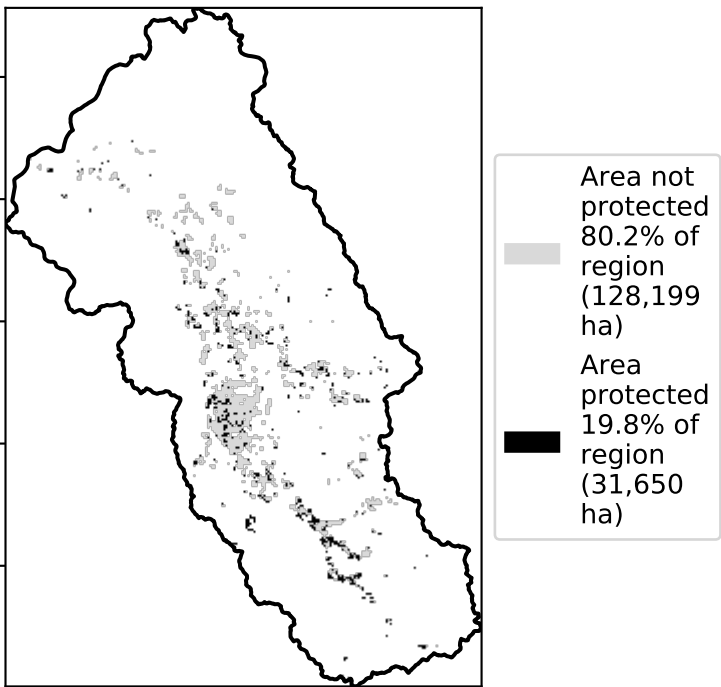 Area not
protected
80.2% of
region
(128,199
ha)
Area
protected
19.8% of
region
(31,650
ha)